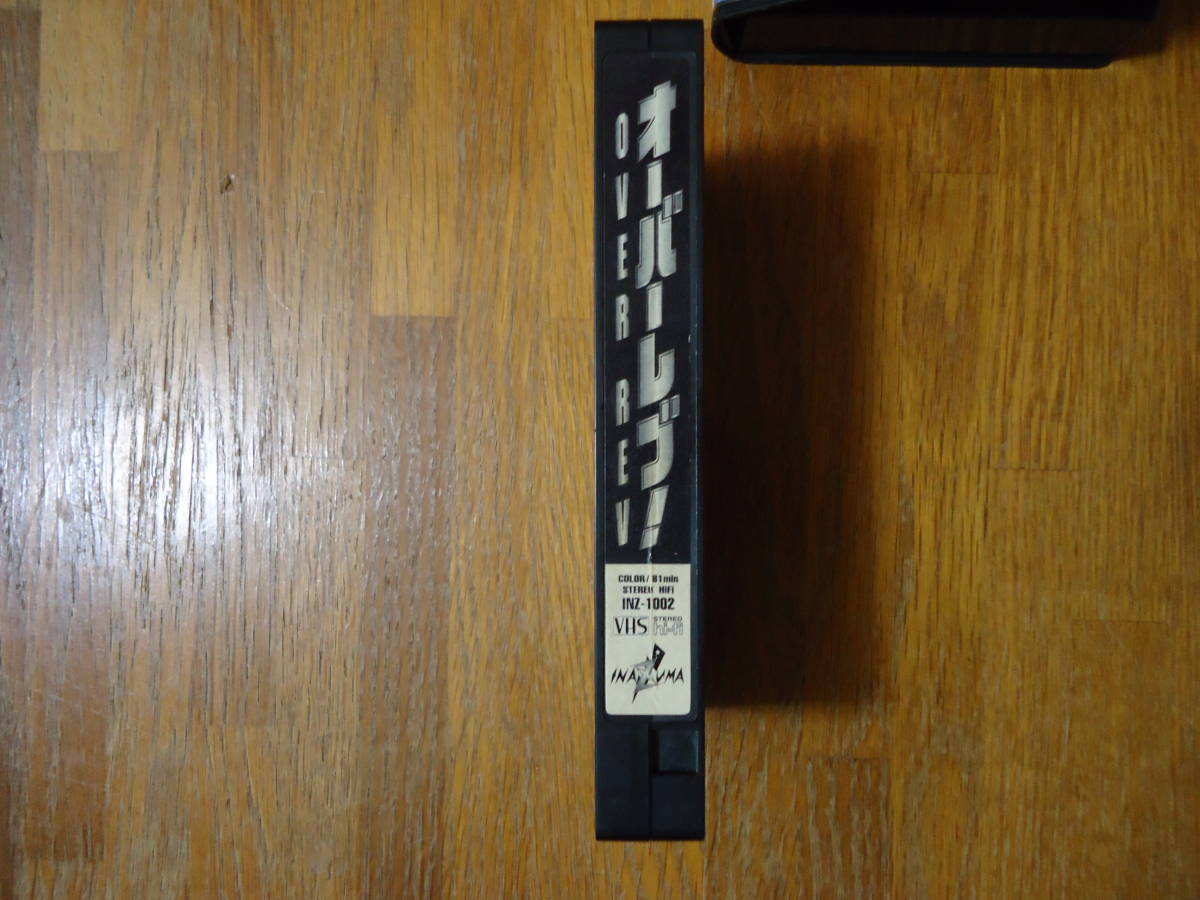 オーバーレブ!
OVER REV
COLOR/81min
STEREO HiFi
INZ-1002
VHS STEREO hi-fi
INAZUMA